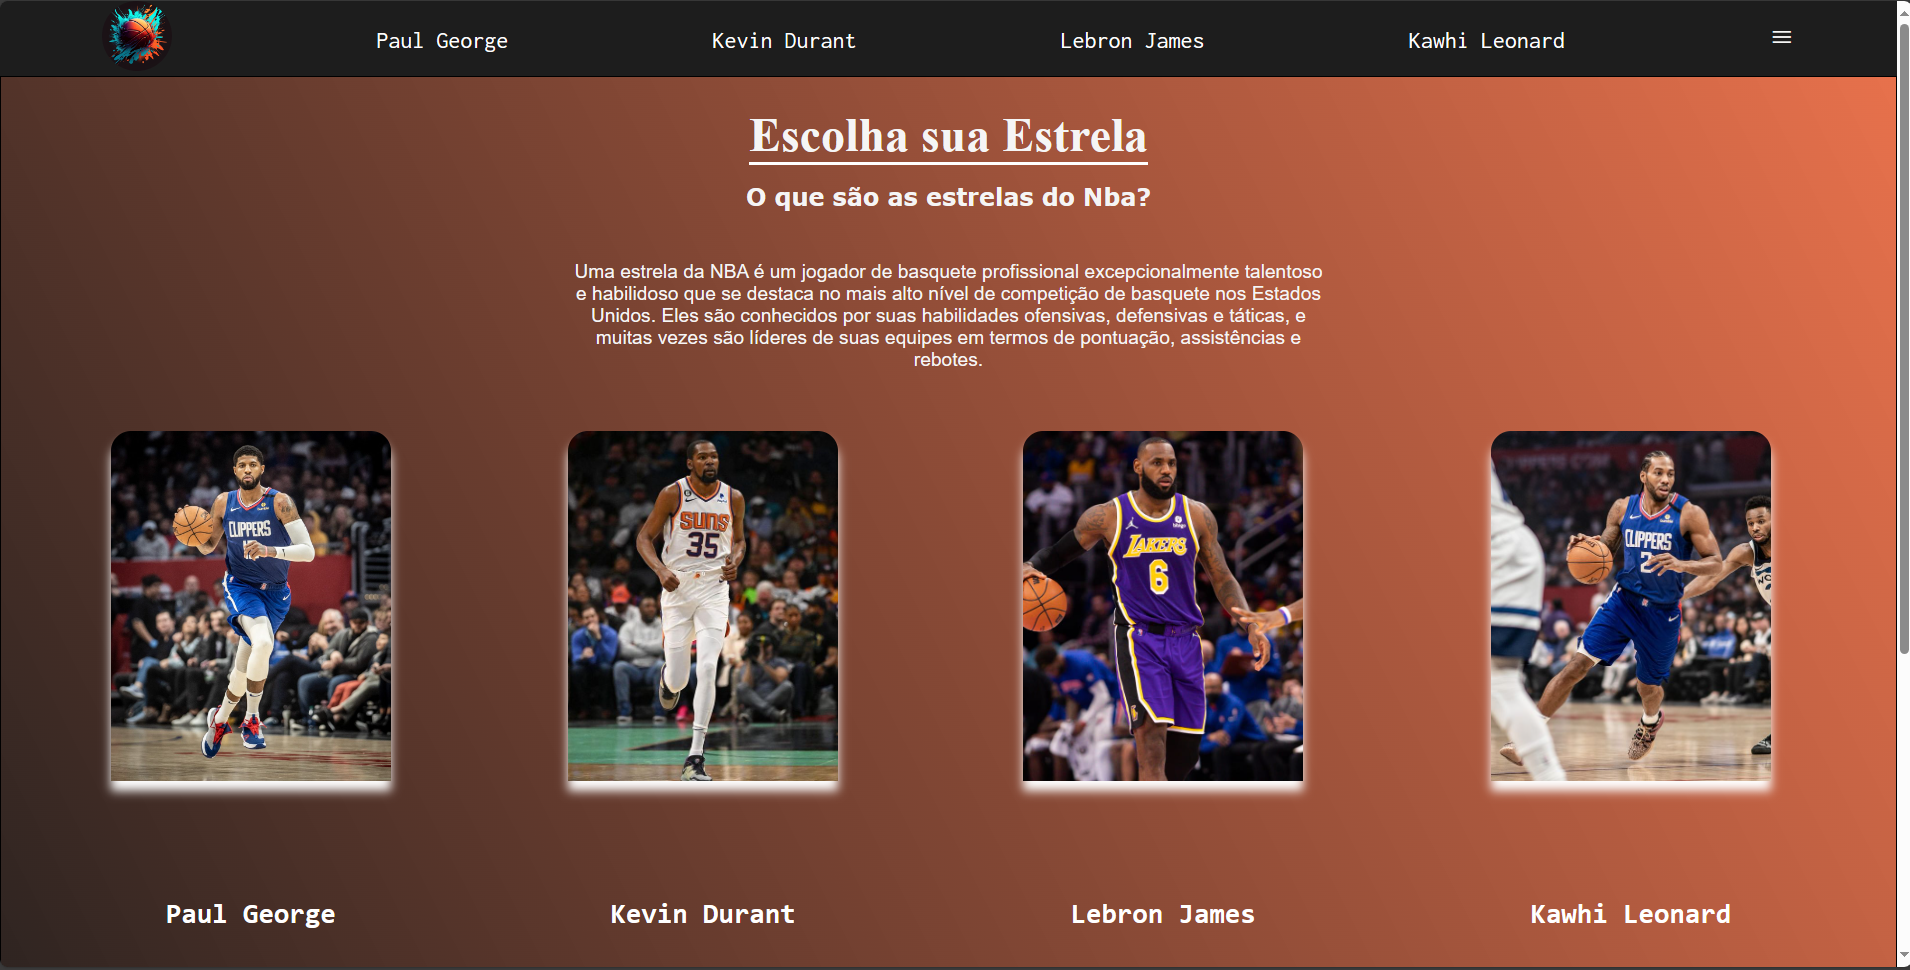 Paul George
Kevin Durant
Lebron James
Kawhi Leonard
Escolha sua Estrela
O que são as estrelas do Nba?
Uma estrela da NBA é um jogador de basquete profissional excepcionalmente talentoso
e habilidoso que se destaca no mais alto nível de competição de basquete nos Estados
Unidos. Eles são conhecidos por suas habilidades ofensivas, defensivas e táticas, e
muitas vezes são líderes de suas equipes em termos de pontuação, assistências e
rebotes.
CLIPPERS
SUNS
35
LAKERS
6
CLIPPERS
2
Paul George
Kevin Durant
Lebron James
Kawhi Leonard